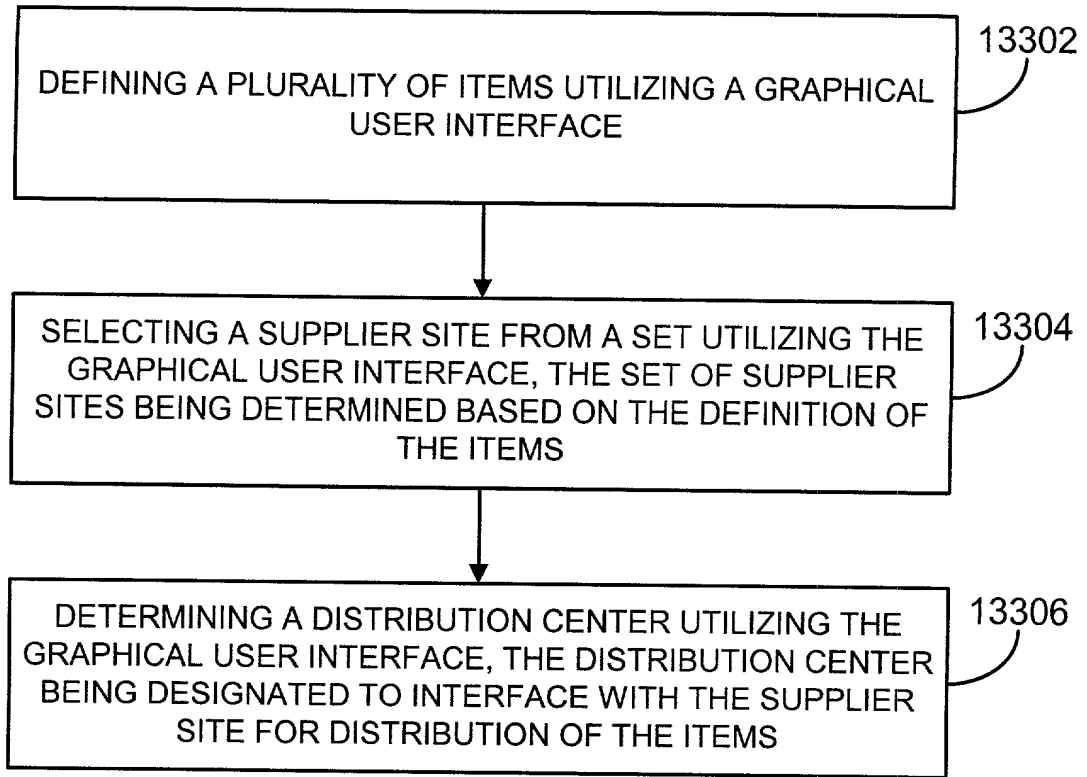 13302
DEFINING A PLURALITY OF ITEMS UTILIZING A GRAPHICAL
USER INTERFACE
13304
SELECTING A SUPPLIER SITE FROM A SET UTILIZING THE
GRAPHICAL USER INTERFACE, THE SET OF SUPPLIER
SITES BEING DETERMINED BASED ON THE DEFINITION OF
THE ITEMS
13306
DETERMINING A DISTRIBUTION CENTER UTILIZING THE
GRAPHICAL USER INTERFACE, THE DISTRIBUTION CENTER
BEING DESIGNATED TO INTERFACE WITH THE SUPPLIER
SITE FOR DISTRIBUTION OF THE ITEMS